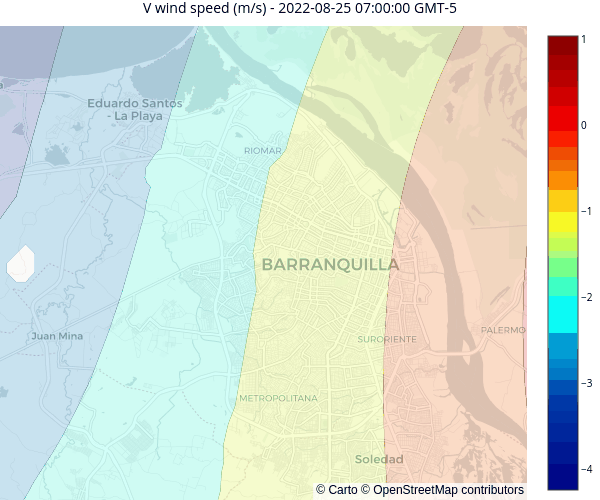 V wind speed (m/s) - 2022-08-25 07:00:00 GMT-5
1
0
−1
−2
−3
−4
Eduardo Santos
- La Playa
RIOMAR
BARRANQUILLA
Juan Mina
SURORIENTE
PALERMO
METROPOLITANA
Soledad
© Carto © OpenStreetMap contributors